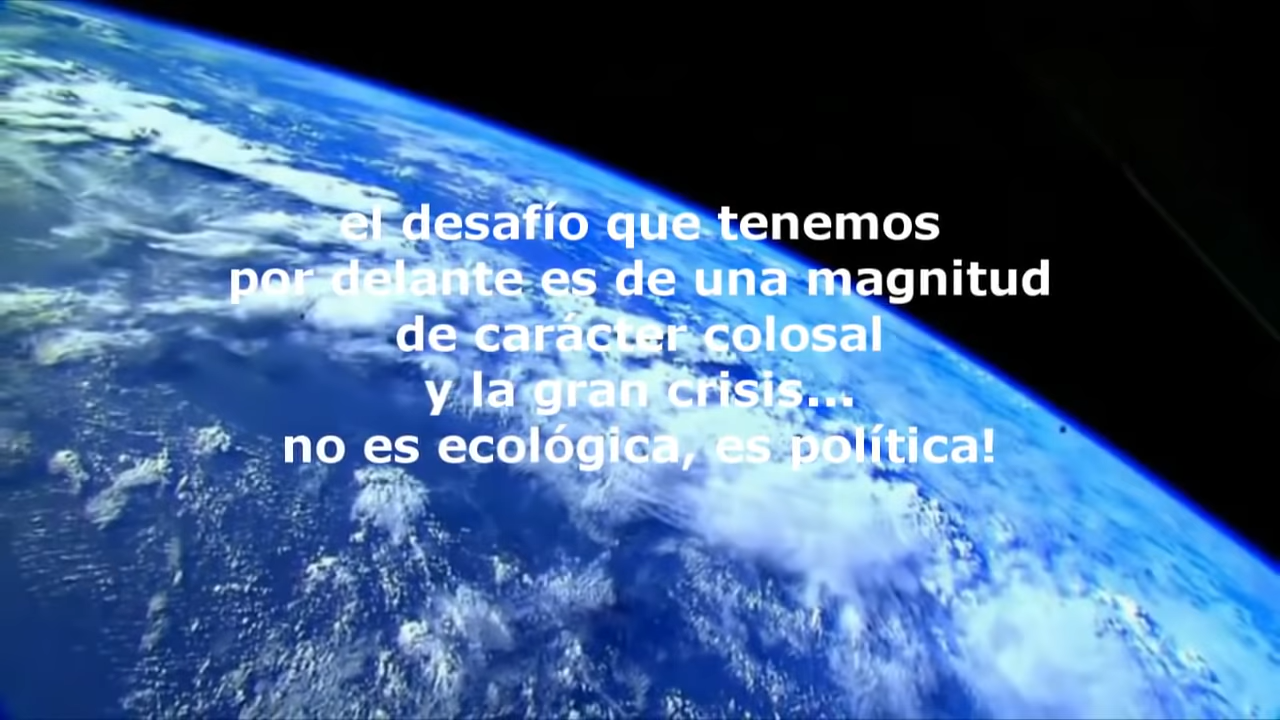 el desafío que tenemos
por delante es de una magnitud
de carácter colosal
y la gran crisis...
no es ecológica, es política!